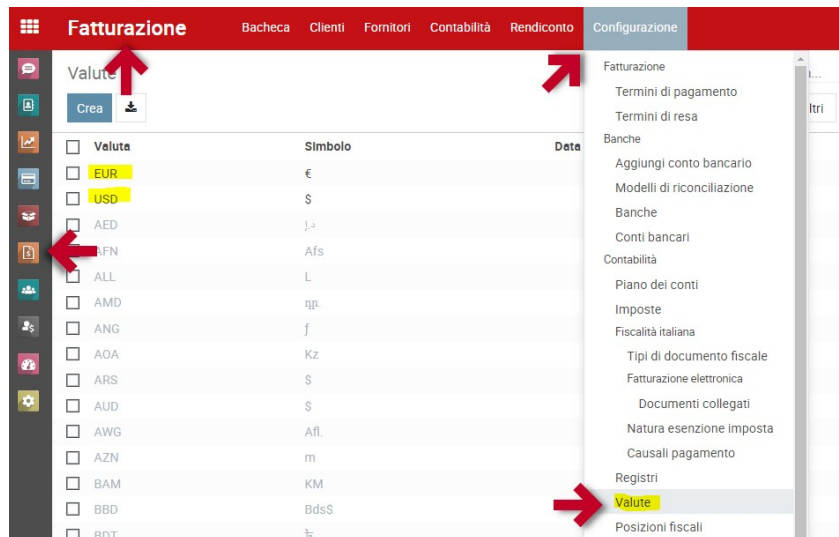 Fatturazione Bacheca Clienti Fornitori Contabilità Rendiconto Configurazione
Valute
Crea
ltri
Valuta Simbolo Data
EUR €
USD $
AED د.إ
AFN Afs
ALL L
AMD դր.
ANG ƒ
AOA Kz
ARS $
AUD $
AWG Afl.
AZN m
BAM KM
BBD Bds$
BDT ৳
Fatturazione
Termini di pagamento
Termini di resa
Banche
Aggiungi conto bancario
Modelli di riconciliazione
Banche
Conti bancari
Contabilità
Piano dei conti
Imposte
Fiscalità italiana
Tipi di documento fiscale
Fatturazione elettronica
Documenti collegati
Natura esenzione imposta
Causali pagamento
Registri
Valute
Posizioni fiscali